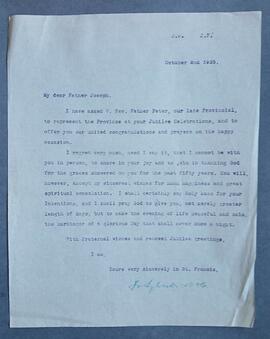 J.M. J.F.
October 2nd 1935.
My dear Father Joseph,
I have asked V. Rev. Father Peter, our late Provincial,
to represent the Province at your Jubilee Celebrations, and to
offer you our united congratulations and prayers on the happy
occasion.
I regret very much, need I say it, that I cannot be with
you in person, to share in your joy and to join in thanking God
for the graces showered on you for the past fifty years. You will,
however, accept my sincerest wishes for much happiness and great
spiritual consolation. I shall certainly say Holy Mass for your
Intentions, and I shall pray God to give you, not merely greater
length of days, but to make the evening of life peaceful and make
the harbinger of a glorious Day that shall never more a night.
With fraternal wishes and renewed Jubilee greetings,
I am,
Yours very sincerely in St. Francis,